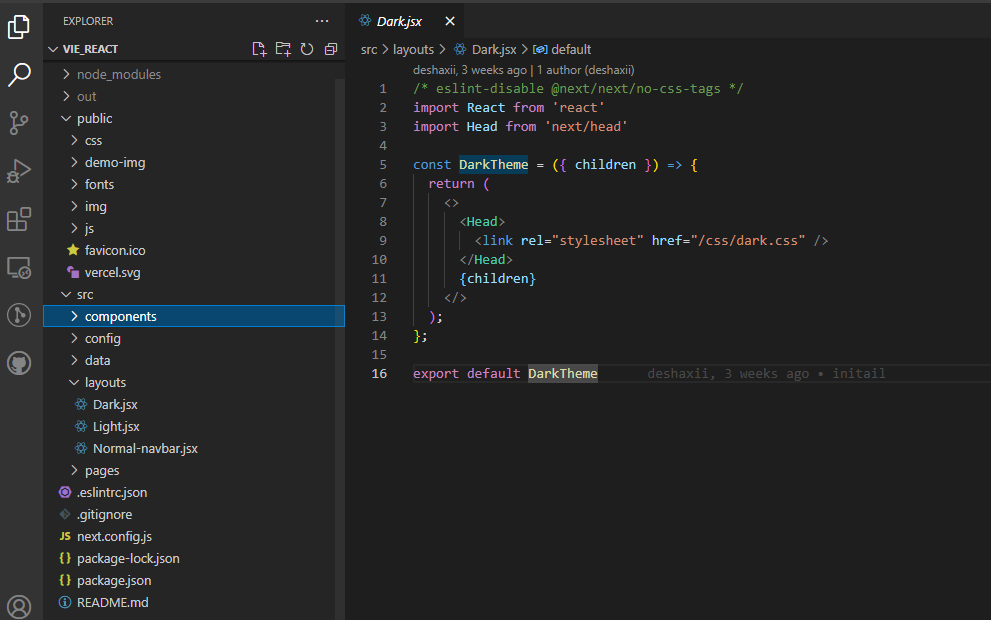 EXPLORER
VIE_REACT
node_modules
out
public
css
demo-img
fonts
img
js
favicon.ico
vercel.svg
src
components
config
data
layouts
Dark.jsx
Light.jsx
Normal-navbar.jsx
pages
.eslintrc.json
.gitignore
JS next.config.js
{} package-lock.json
{} package.json
README.md
Dark.jsx
src > layouts > Dark.jsx > default
deshaxii, 3 weeks ago | 1 author (deshaxii)
1 /* eslint-disable @next/next/no-css-tags */
2 import React from 'react'
3 import Head from 'next/head'
4
5 const DarkTheme = ({ children }) => {
6 return (
7 <>
8 <Head>
9 <link rel="stylesheet" href="/css/dark.css" />
10 </Head>
11 {children}
12 </>
13 );
14 };
15
16 export default DarkTheme deshaxii, 3 weeks ago • initail